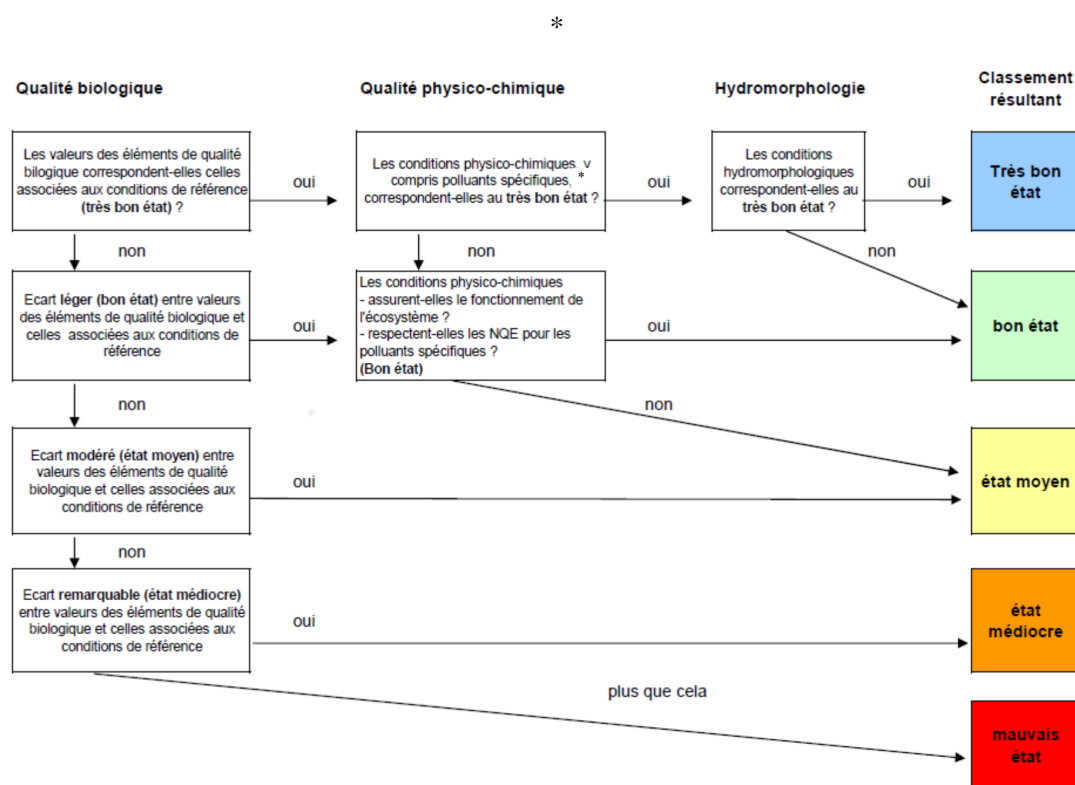 *
Qualité biologique
Qualité physico-chimique
Hydromorphologie
Classement
résultant
Les valeurs des éléments de qualité
bilogique correspondent-elles celles
associées aux conditions de référence
(très bon état) ?
oui
Les conditions physico-chimiques, y
compris polluants spécifiques, *
correspondent-elles au très bon état ?
oui
Les conditions
hydromorphologiques
correspondent-elles au
très bon état ?
oui
Très bon
état
non
non
non
Ecart léger (bon état) entre valeurs
des éléments de qualité biologique et
celles associées aux conditions de
référence
oui
Les conditions physico-chimiques
- assurent-elles le fonctionnement de
l'écosystème ?
- respectent-elles les NQE pour les
polluants spécifiques ?
(Bon état)
oui
bon état
non
non
Ecart modéré (état moyen) entre
valeurs des éléments de qualité
biologique et celles associées aux
conditions de référence
oui
état moyen
non
Ecart remarquable (état médiocre)
entre valeurs des éléments de qualité
biologique et celles associées aux
conditions de référence
oui
état
médiocre
plus que cela
mauvais
état